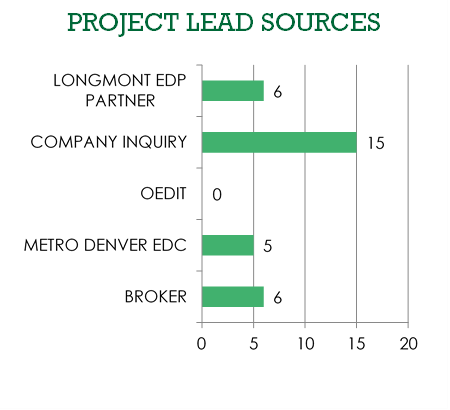 PROJECT LEAD SOURCES
LONGMONT EDP
PARTNER
6
COMPANY INQUIRY
15
OEDIT
0
METRO DENVER EDC
5
BROKER
6
0 5 10 15 20